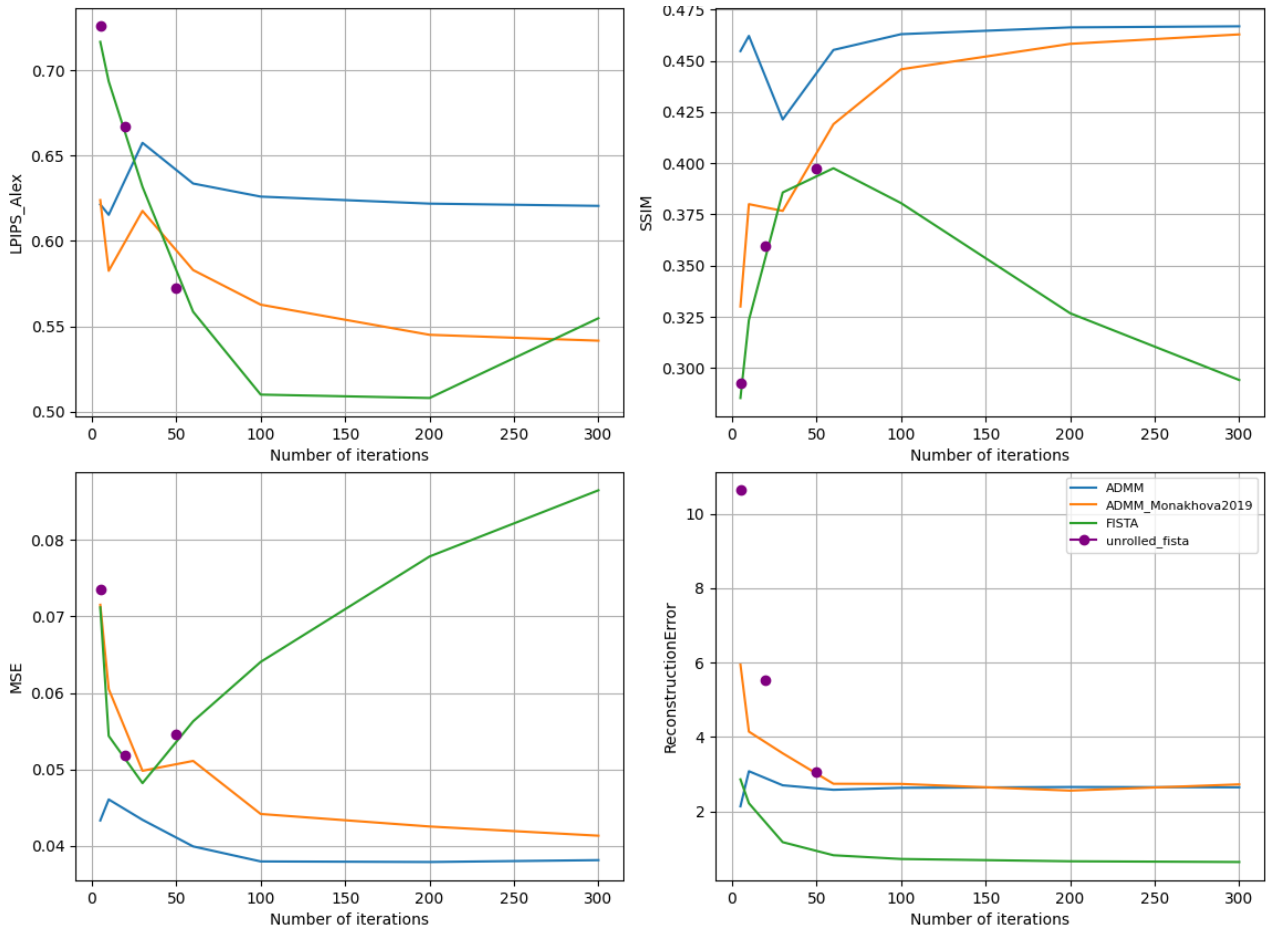 0.70
0.65
0.60
0.55
0.50
LPIPS_Alex
0 50 100 150 200 250 300
Number of iterations
0.475
0.450
0.425
0.400
0.375
0.350
0.325
0.300
SSIM
0 50 100 150 200 250 300
Number of iterations
0.08
0.07
0.06
0.05
0.04
MSE
0 50 100 150 200 250 300
Number of iterations
10
8
6
4
2
ReconstructionError
ADMM
ADMM_Monakhova2019
FISTA
unrolled_fista
0 50 100 150 200 250 300
Number of iterations